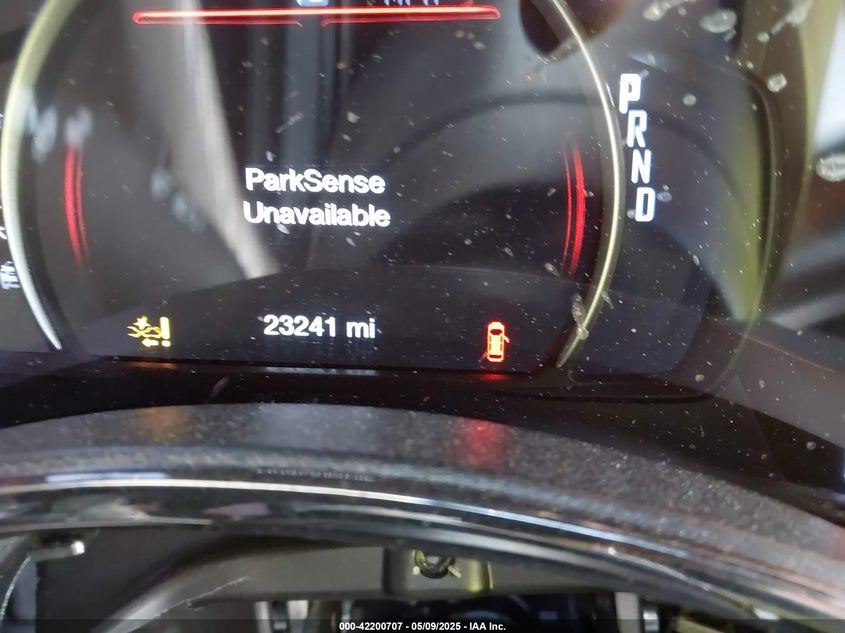 P
R
N
D
ParkSense
Unavailable
23241 mi
000-42200707 - 05/09/2025 - IAA Inc.